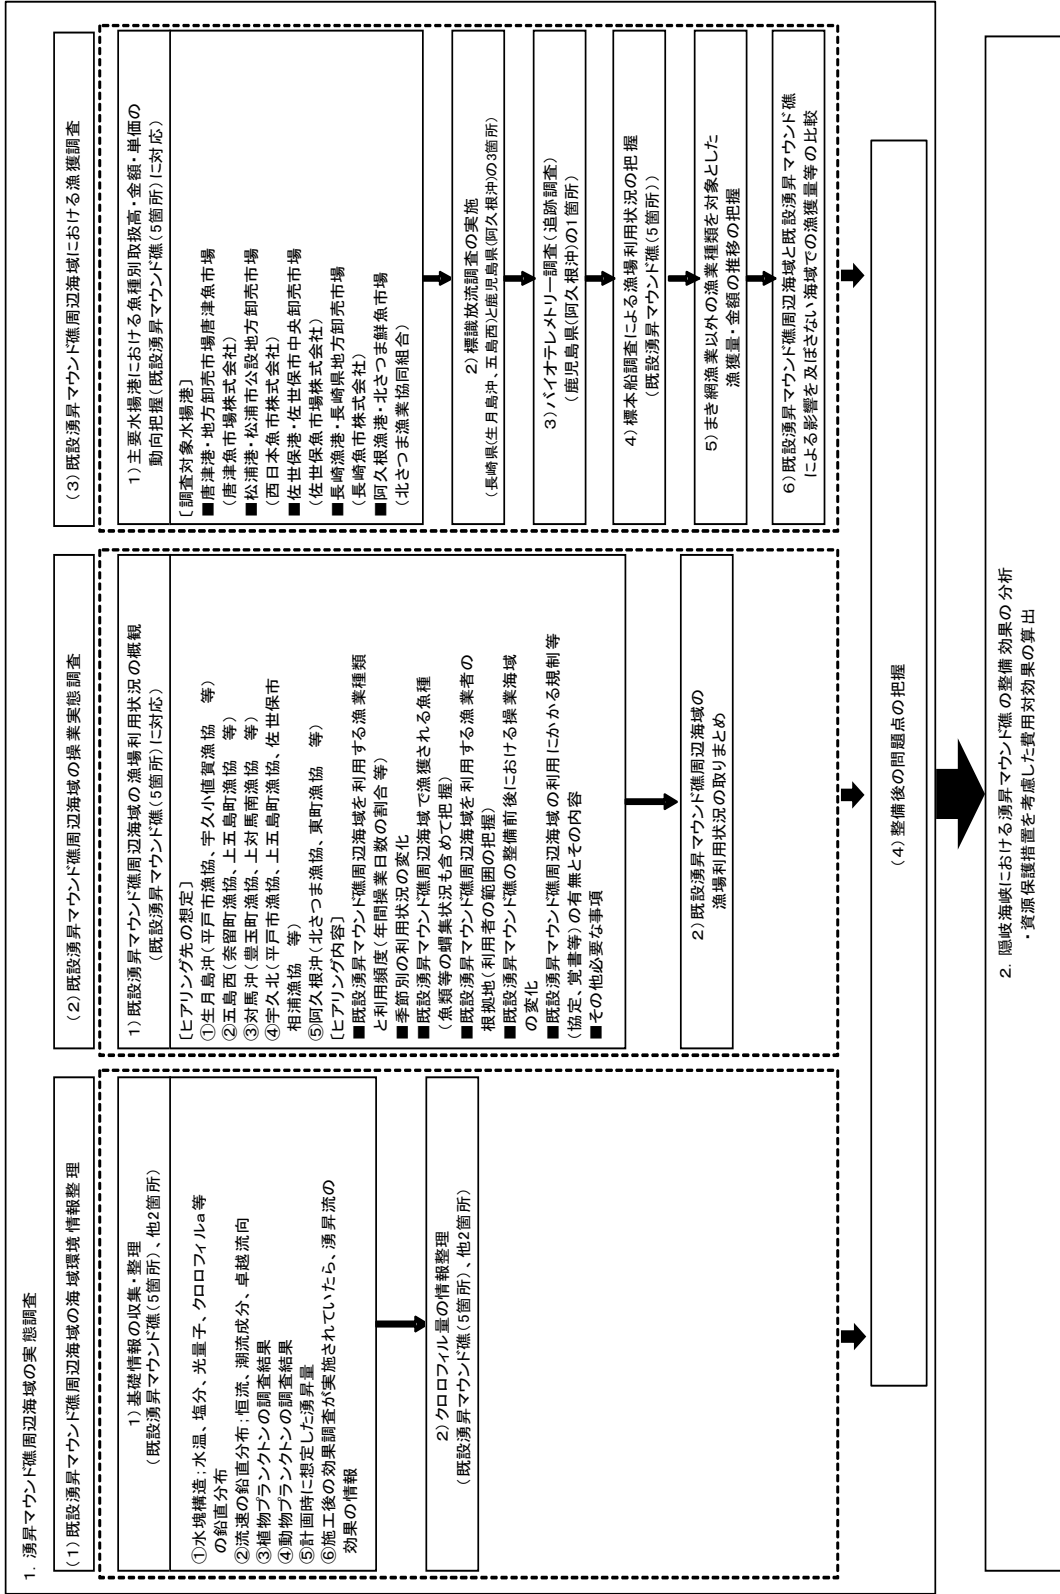 1. 湧昇マウンド礁周辺海域の実態調査
(1)既設湧昇マウンド礁周辺海域の海域環境情報整理
1)基礎情報の収集・整理
(既設湧昇マウンド礁(5箇所)、他2箇所)
①水塊構造;水温、塩分、光量子、クロロフィルa等
の鉛直分布
②流速の鉛直分布;恒流、潮流成分、卓越流向
③植物プランクトンの調査結果
④動物プランクトンの調査結果
⑤計画時に想定した湧昇量
⑥施工後の効果調査が実施されていたら、湧昇流の
効果の情報
2)クロロフィル量の情報整理
(既設湧昇マウンド礁(5箇所)、他2箇所)
(2)既設湧昇マウンド礁周辺海域の操業実態調査
1)既設湧昇マウンド礁周辺海域の漁場利用状況の概観
(既設湧昇マウンド礁(5箇所)に対応)
[ヒアリング先の想定]
①生月島沖(平戸市漁協、宇久小値賀漁協 等)
②五島西(奈留町漁協、上五島町漁協 等)
③対馬沖(豊玉町漁協、上対馬南漁協 等)
④宇久北(平戸市漁協、上五島町漁協、佐世保市
相浦漁協 等)
⑤阿久根沖(北さつま漁協、東町漁協 等)
[ヒアリング内容]
■既設湧昇マウンド礁周辺海域を利用する漁業種類
と利用頻度(年間操業日数の割合等)
■季節別の利用状況の変化
■既設湧昇マウンド礁周辺海域で漁獲される魚種
(魚類等の蝟集状況も含めて把握)
■既設湧昇マウンド礁周辺海域を利用する漁業者の
根拠地(利用者の範囲の把握)
■既設湧昇マウンド礁の整備前後における操業海域
の変化
■既設湧昇マウンド礁周辺海域の利用にかかる規制等
(協定、覚書等)の有無とその内容
■その他必要な事項
2)既設湧昇マウンド礁周辺海域の
漁場利用状況の取りまとめ
(3)既設湧昇マウンド礁周辺海域における漁獲調査
1)主要水揚港における魚種別取扱高・金額・単価の
動向把握(既設湧昇マウンド礁(5箇所)に対応)
[調査対象水揚港]
■唐津港・地方卸売市場唐津魚市場
(唐津魚市場株式会社)
■松浦港・松浦市公設地方卸売市場
(西日本魚市株式会社)
■佐世保港・佐世保市中央卸売市場
(佐世保魚市場株式会社)
■長崎漁港・長崎県地方卸売市場
(長崎魚市株式会社)
■阿久根漁港・北さつま鮮魚市場
(北さつま漁業協同組合)
2)標識放流調査の実施
(長崎県(生月島沖、五島西)と鹿児島県(阿久根沖)の3箇所)
3)バイオテレメトリー調査(追跡調査)
(鹿児島県(阿久根沖)の1箇所)
4)標本船調査による漁場利用状況の把握
(既設湧昇マウンド礁(5箇所))
5)まき網漁業以外の漁業種類を対象とした
漁獲量・金額の推移の把握
6)既設湧昇マウンド礁周辺海域と既設湧昇マウンド礁
による影響を及ぼさない海域での漁獲量等の比較
(4)整備後の問題点の把握
2. 隠岐海峡における湧昇マウンド礁の整備効果の分析
・資源保護措置を考慮した費用対効果の算出